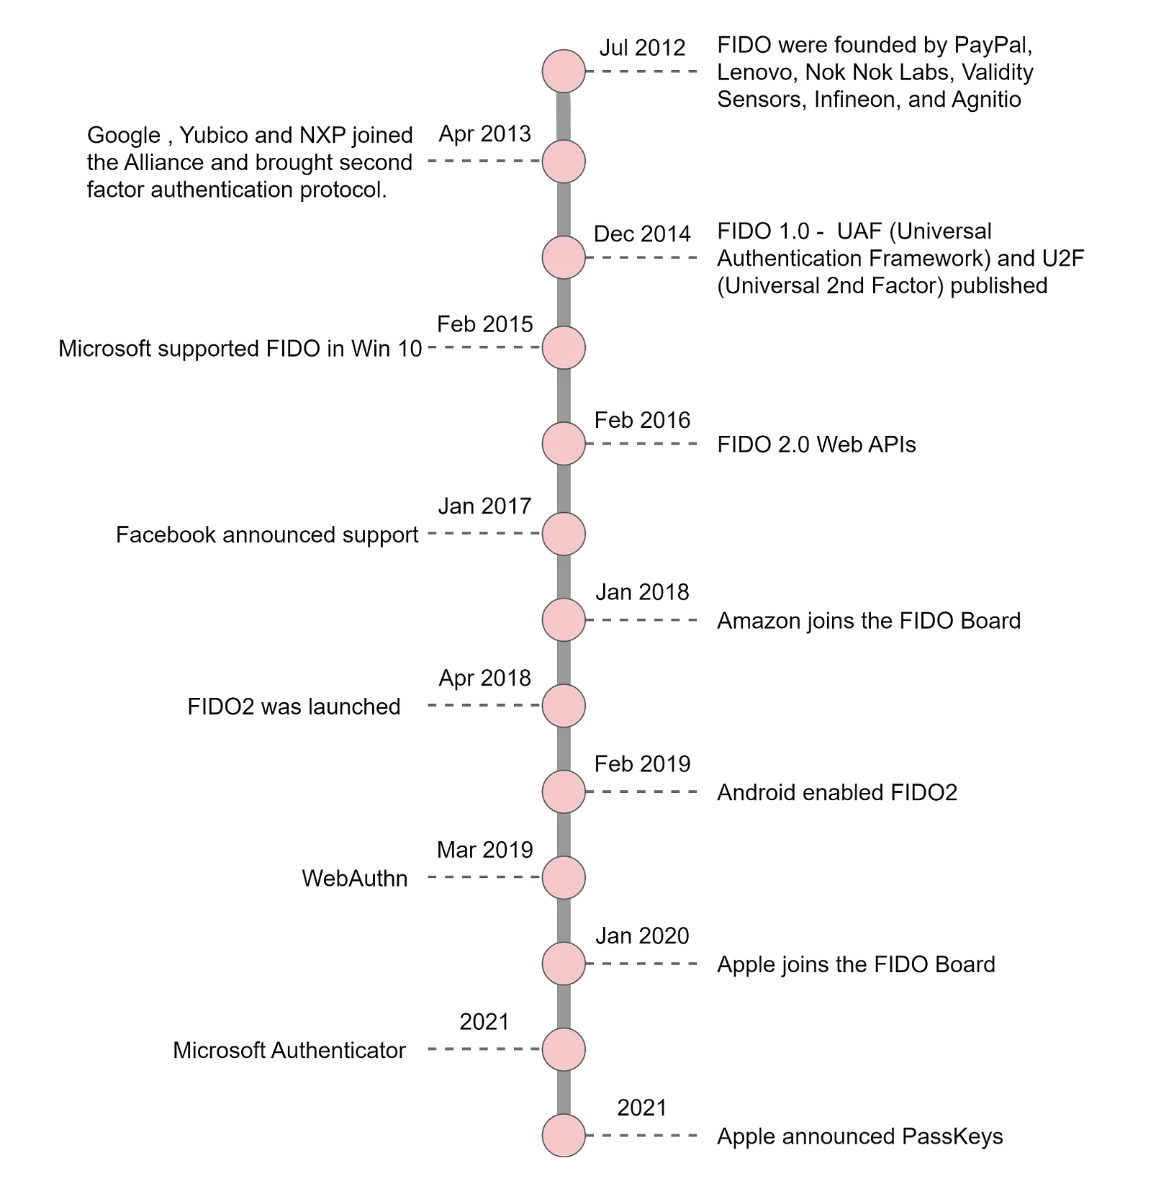 Jul 2012
FIDO were founded by PayPal,
Lenovo, Nok Nok Labs, Validity
Sensors, Infineon, and Agnitio
Apr 2013
Google , Yubico and NXP joined
the Alliance and brought second
factor authentication protocol.
Dec 2014
FIDO 1.0 -  UAF (Universal
Authentication Framework) and U2F
(Universal 2nd Factor) published
Feb 2015
Microsoft supported FIDO in Win 10
Feb 2016
FIDO 2.0 Web APIs
Jan 2017
Facebook announced support
Jan 2018
Amazon joins the FIDO Board
Apr 2018
FIDO2 was launched
Feb 2019
Android enabled FIDO2
Mar 2019
WebAuthn
Jan 2020
Apple joins the FIDO Board
2021
Microsoft Authenticator
2021
Apple announced PassKeys